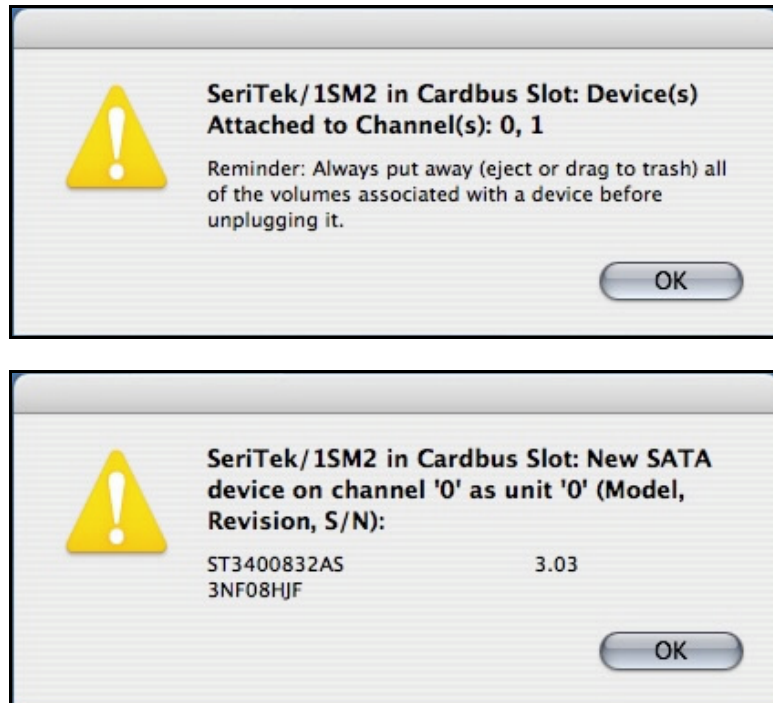 SeriTek/1SM2 in Cardbus Slot: Device(s)
Attached to Channel(s): 0, 1
Reminder: Always put away (eject or drag to trash) all
of the volumes associated with a device before
unplugging it.
OK
SeriTek/1SM2 in Cardbus Slot: New SATA
device on channel '0' as unit '0' (Model,
Revision, S/N):
ST3400832AS 3.03
3NF08HJF
OK